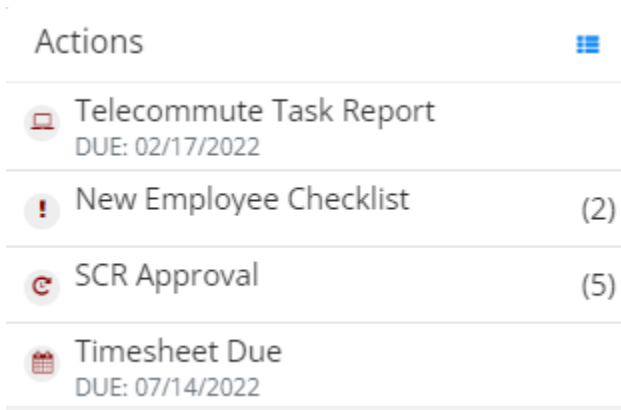 Actions
Telecommute Task Report
DUE: 02/17/2022
New Employee Checklist (2)
SCR Approval (5)
Timesheet Due
DUE: 07/14/2022